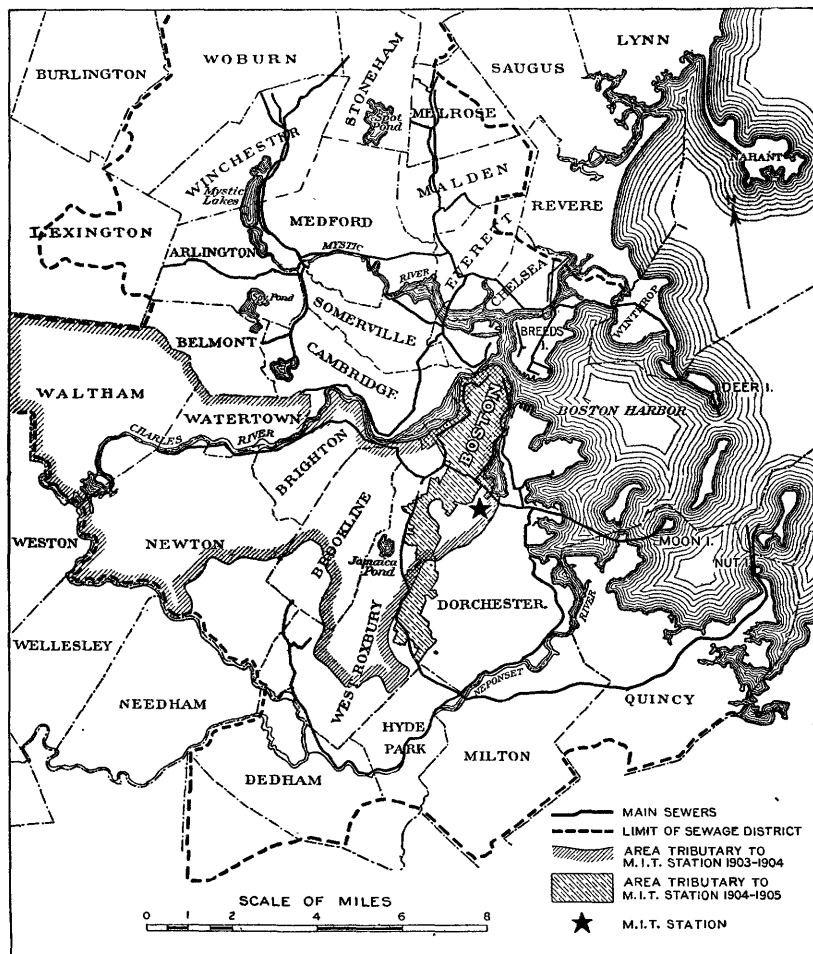 LYNN
WOBURN
SAUGUS
BURLINGTON
STONEHAM
Spot
Pond
MELROSE
NAHANT
WINCHESTER
MALDEN
Mystic
Lakes
REVERE
N
MEDFORD
LEXINGTON
EVERETT
ARLINGTON
MYSTIC
RIVER
CHELSEA
WINTHROP
Pond
SOMERVILLE
BREEDS
I.
BELMONT
CAMBRIDGE
DEER I.
WALTHAM
WATERTOWN
BOSTON
BOSTON HARBOR
CHARLES
RIVER
BRIGHTON
WESTON
NEWTON
BROOKLINE
MOON I.
NUT I.
Jamaica
Pond
DORCHESTER
RIVER
WELLESLEY
WEST ROXBURY
NEPONSET
NEEDHAM
QUINCY
HYDE
PARK
MILTON
DEDHAM
MAIN SEWERS
LIMIT OF SEWAGE DISTRICT
AREA TRIBUTARY TO
M.I.T. STATION 1903-1904
AREA TRIBUTARY TO
M.I.T. STATION 1904-1905
M.I.T. STATION
SCALE OF MILES
0 1 2 4 6 8